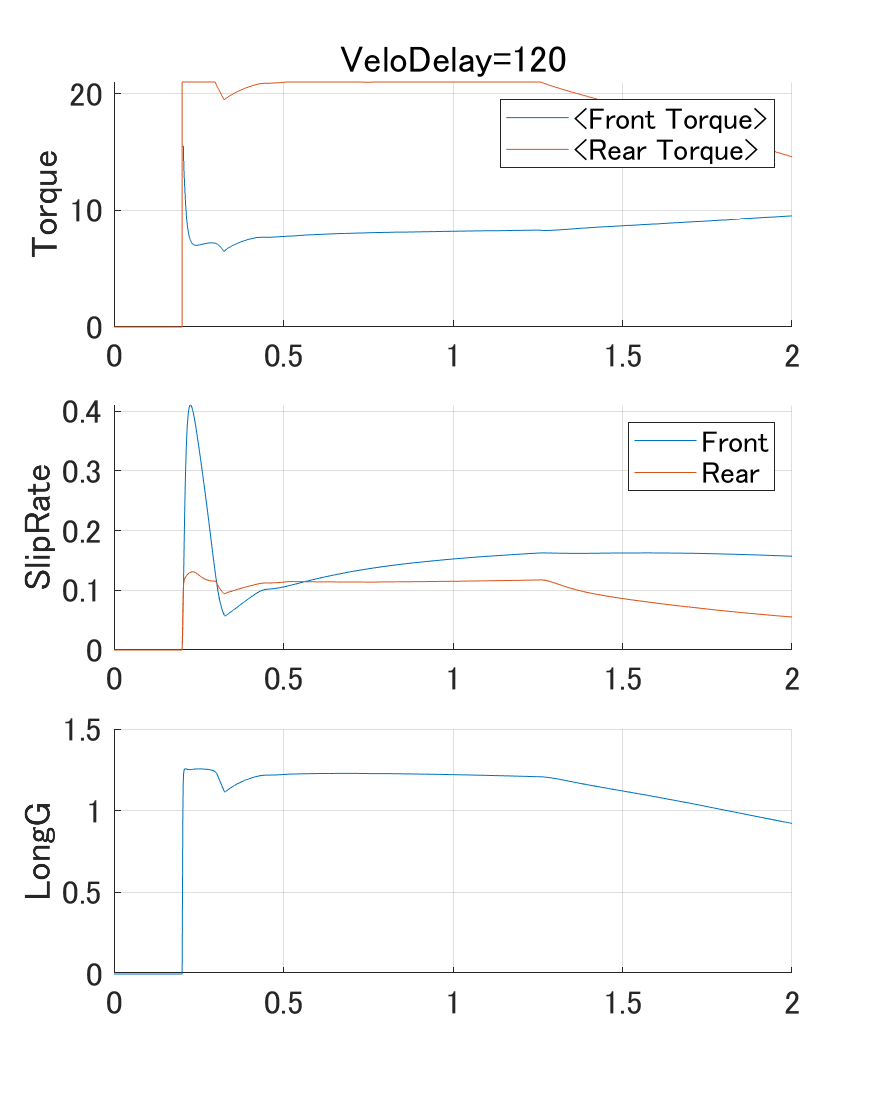 VeloDelay=120
Torque
20
10
0
<Front Torque>
<Rear Torque>
0 0.5 1 1.5 2
SlipRate
0.4
0.3
0.2
0.1
0
Front
Rear
0 0.5 1 1.5 2
LongG
1.5
1
0.5
0
0 0.5 1 1.5 2